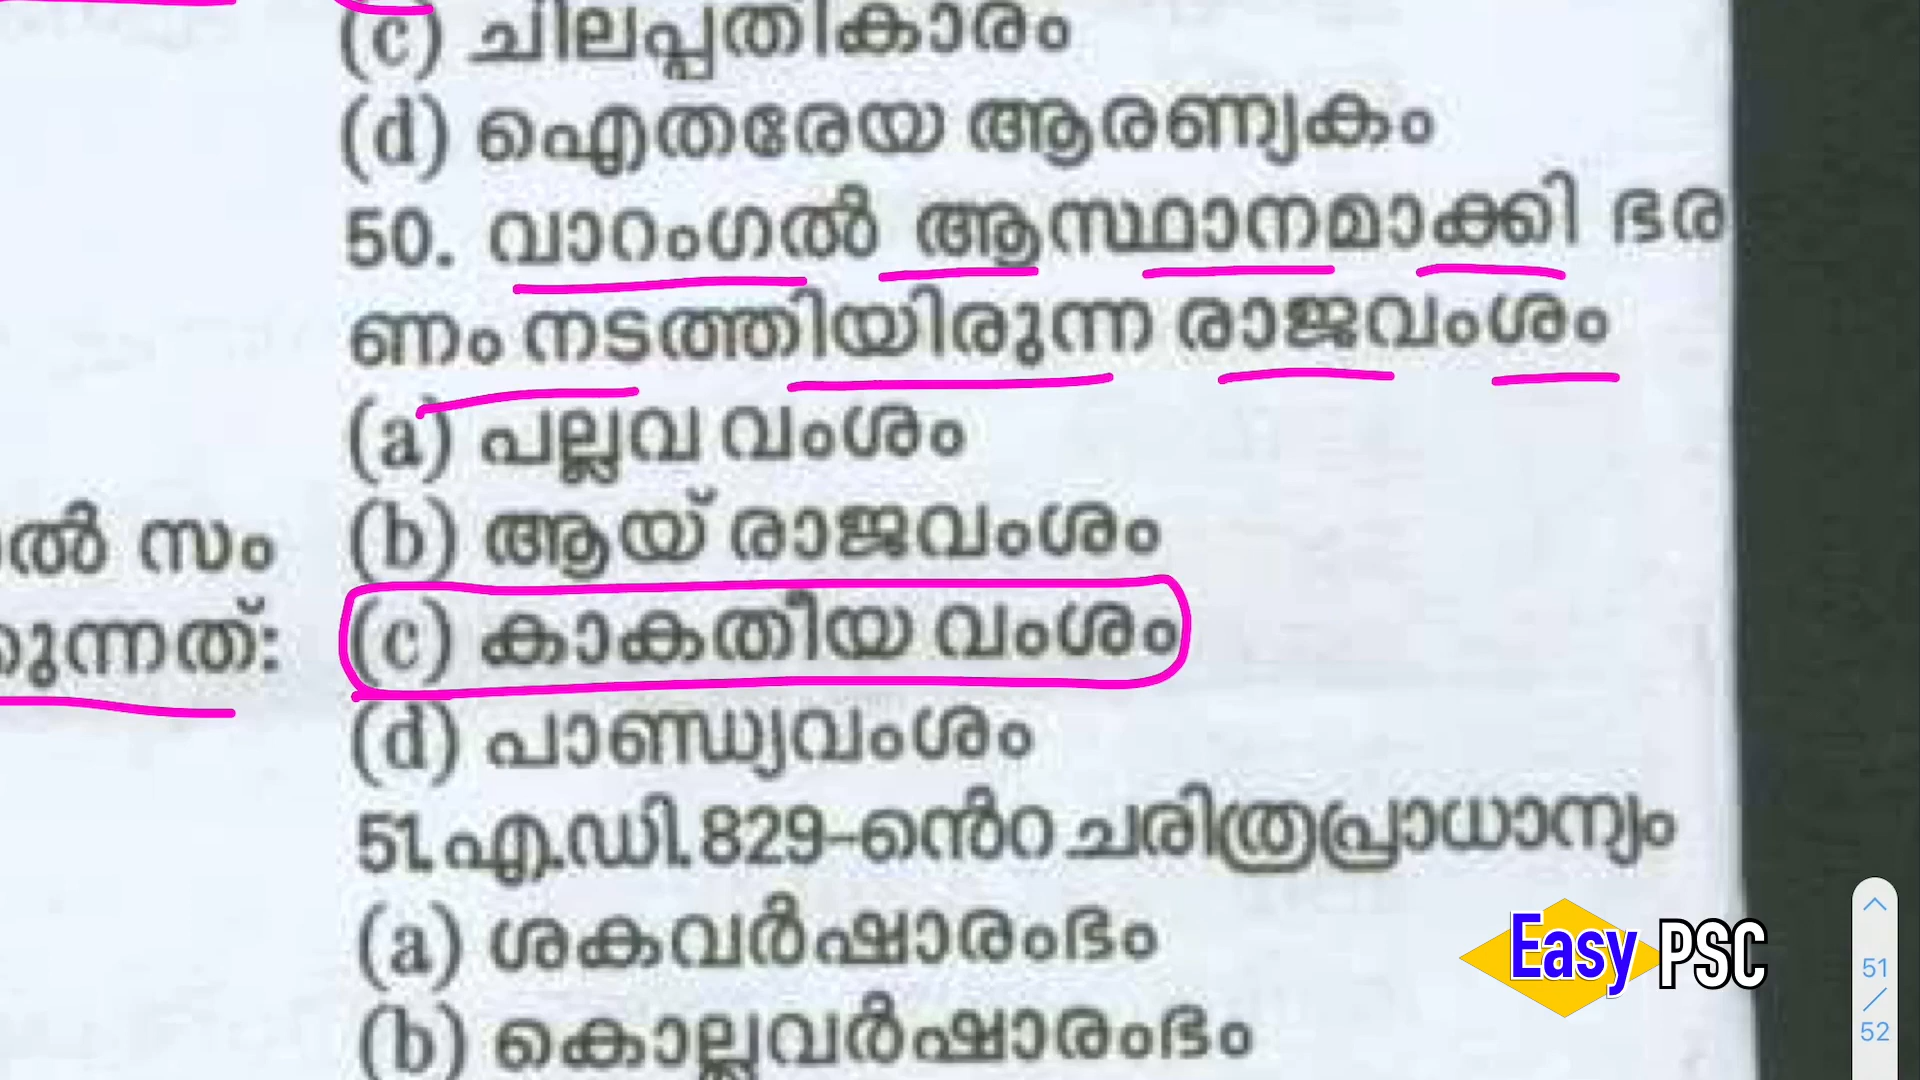 ൽ സം
ുന്നത്:
(c) ചിലപ്പതികാരം
(d) ഐതരേയ ആരണ്യകം
50. വാറംഗൽ ആസ്ഥാനമാക്കി ഭര
ണം നടത്തിയിരുന്ന രാജവംശം
(a) പല്ലവ വംശം
(b) ആയ് രാജവംശം
(c) കാകതീയ വംശം
(d) പാണ്ഡ്യവംശം
51.എ.ഡി.829-ൻെറ ചരിത്രപ്രാധാന്യം
(a) ശകവർഷാരംഭം
(b) കൊല്ലവർഷാരംഭം
Easy PSC
51
/
52